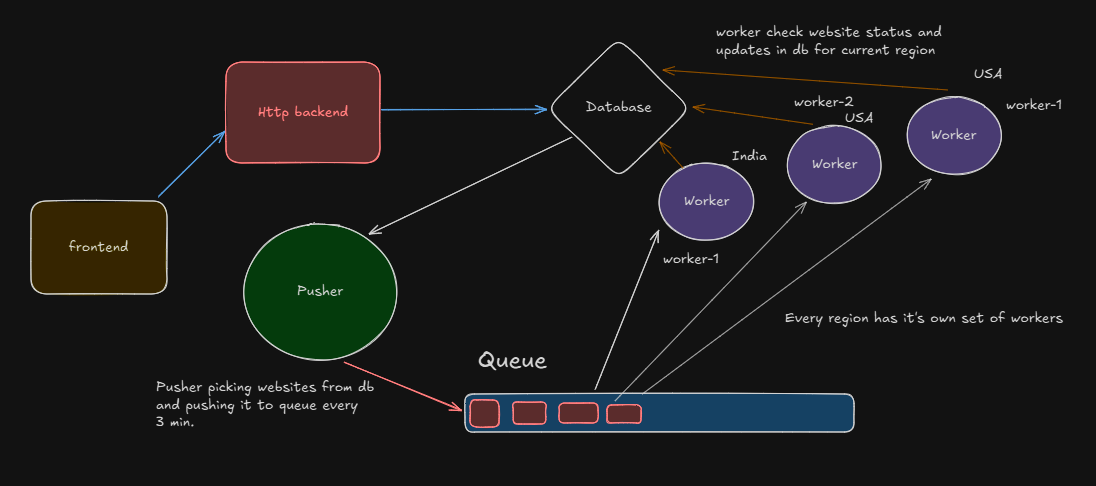 worker check website status and
updates in db for current region
USA
worker-1
worker-2
USA
Http backend
Database
Worker
Worker
India
Worker
worker-1
frontend
Pusher
Every region has it's own set of workers
Queue
Pusher picking websites from db
and pushing it to queue every
3 min.